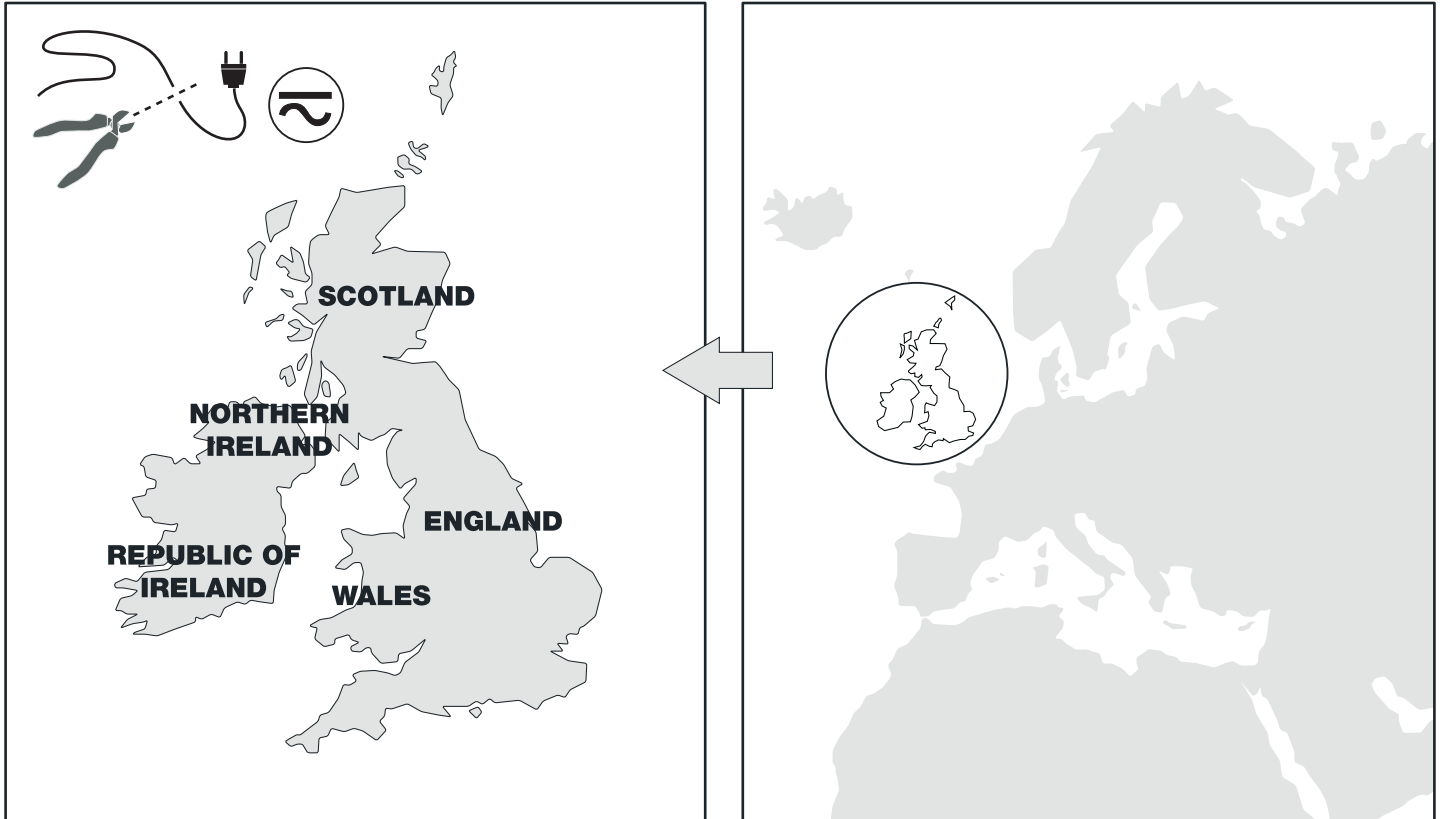 SCOTLAND
NORTHERN
IRELAND
ENGLAND
REPUBLIC OF
IRELAND
WALES